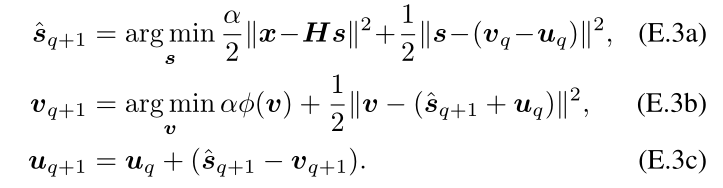 ŝ_{q+1} = arg min_s α/2 ‖x−Hs‖² + 1/2 ‖s−(v_q−u_q)‖², (E.3a)
v_{q+1} = arg min_v αϕ(v) + 1/2 ‖v − (ŝ_{q+1} + u_q)‖², (E.3b)
u_{q+1} = u_q + (ŝ_{q+1} − v_{q+1}). (E.3c)